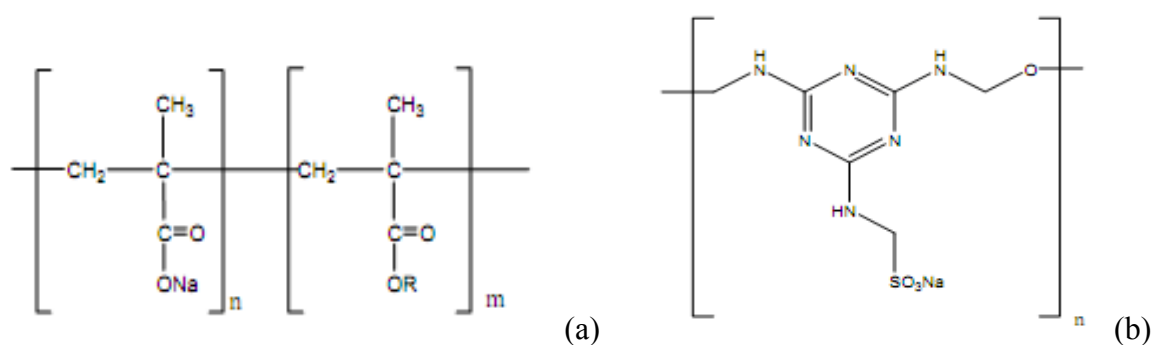 CH₃ CH₃
CH₂ C CH₂ C
C=O C=O
ONa OR
n m
(a)
H N N H N O
N N
HN
SO₃Na
n
(b)